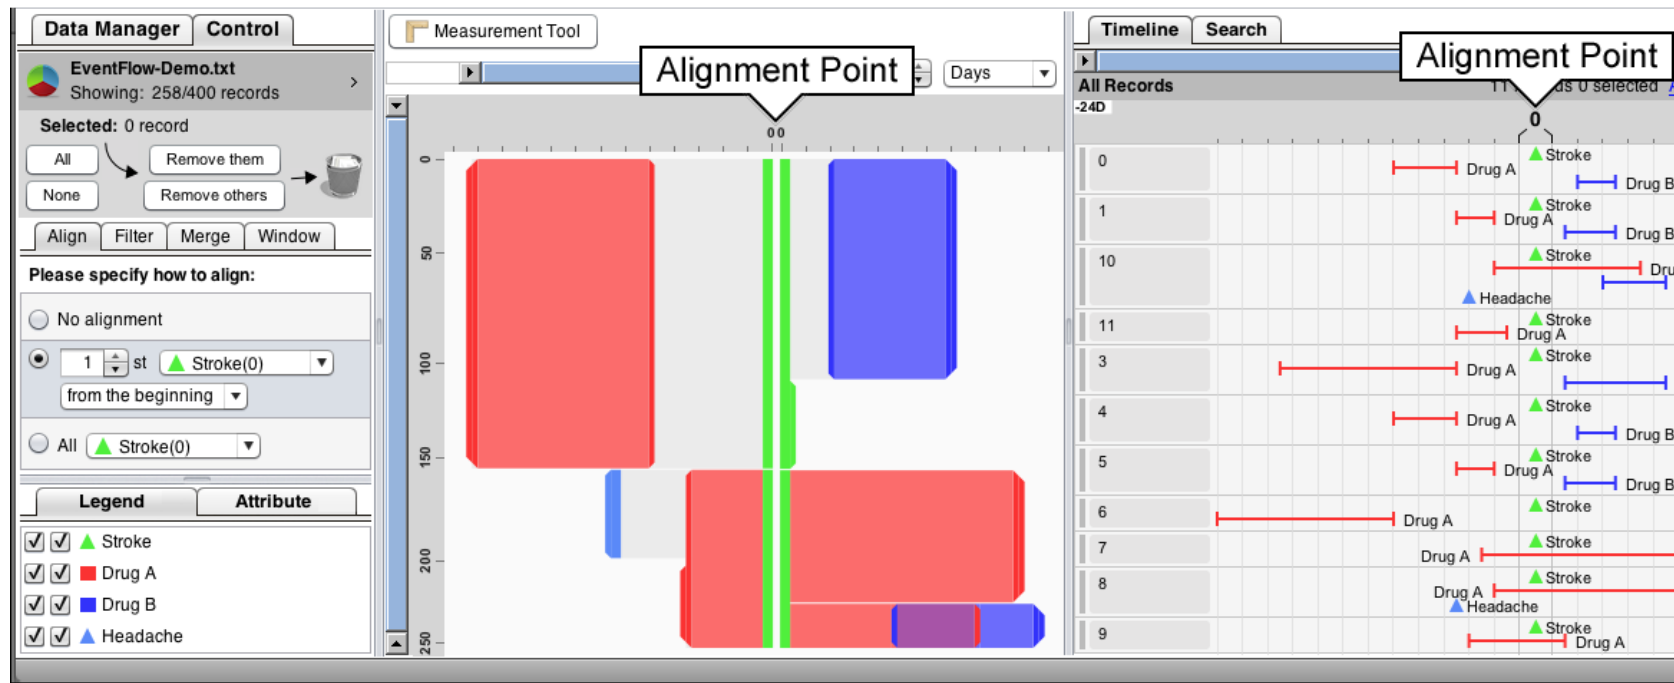 Data Manager Control
EventFlow-Demo.txt
Showing: 258/400 records
>
Selected: 0 record
All
Remove them
None
Remove others
Align Filter Merge Window
Please specify how to align:
No alignment
1 st Stroke(0)
from the beginning
All Stroke(0)
Legend Attribute
Stroke
Drug A
Drug B
Headache
Measurement Tool
Alignment Point
Days
0 0
0
50
100
150
200
250
Timeline Search
Alignment Point
All Records
0 selected
-24D
0
0 Drug A Stroke Drug B
1 Drug A Stroke Drug B
10 Stroke Dru
Headache
11 Stroke Drug A
3 Drug A Stroke
4 Drug A Stroke Drug B
5 Drug A Stroke Drug B
6 Drug A Stroke
7 Drug A Stroke
8 Drug A Stroke
Headache
9 Stroke Drug A